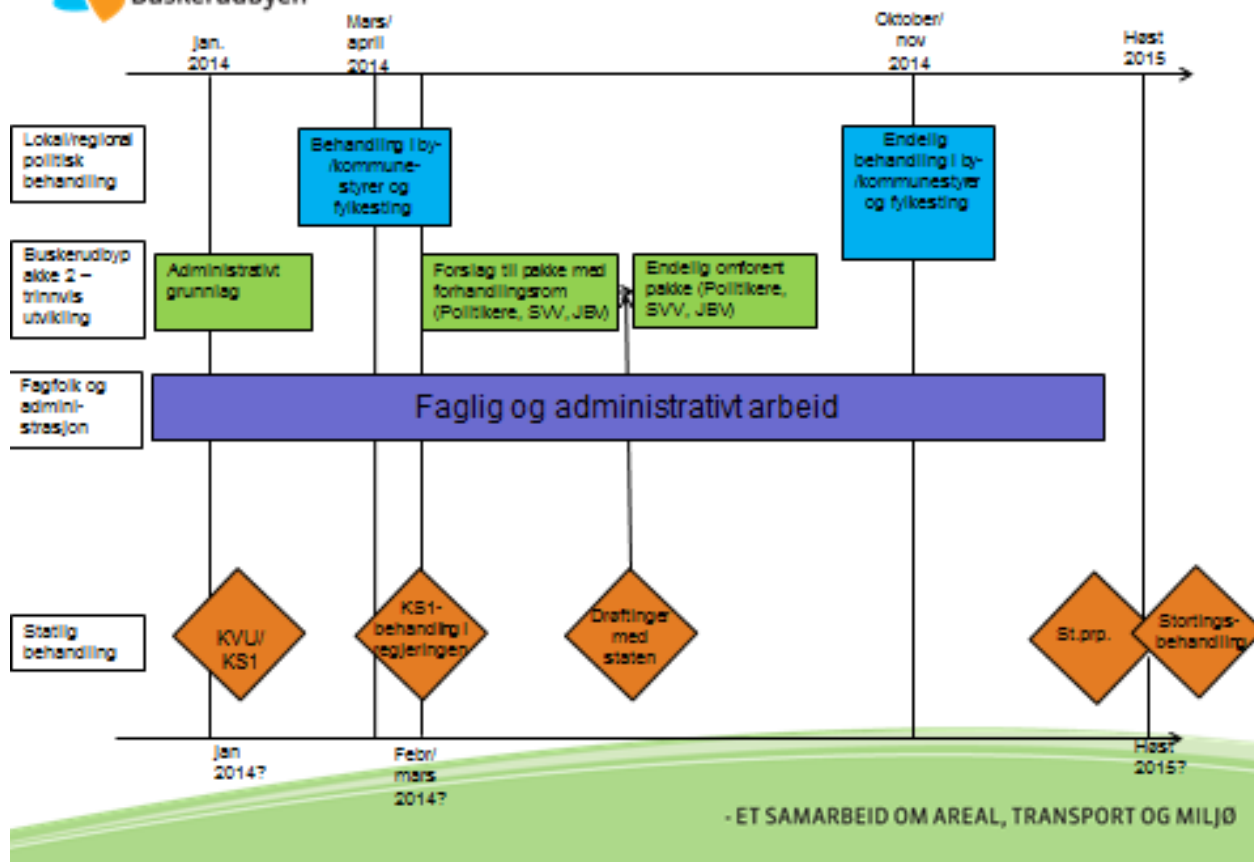 Buskerudbyen
Jan.
2014
Mars/
april
2014
Oktober/
nov
2014
Høst
2015
Lokal/regional
politisk
behandling
Behandling i by-
/kommune-
styrer og
fylkesting
Endelig
behandling i by-
/kommunestyrer
og fylkesting
Buskerudbyp
akke 2 –
trinnvis
utvikling
Administrativt
grunnlag
Forslag til pakke med
forhandlingsrom
(Politikere, SVV, JBV)
Endelig omforent
pakke (Politikere,
SVV, JBV)
Fagfolk og
admini-
strasjon
Faglig og administrativt arbeid
Statlig
behandling
KVU/
KS1
KS1-
behandling i
regjeringen
Drøftinger
med
staten
St.prp.
Stortings-
behandling
Jan
2014?
Febr/
mars
2014?
Høst
2015?
- ET SAMARBEID OM AREAL, TRANSPORT OG MILJØ